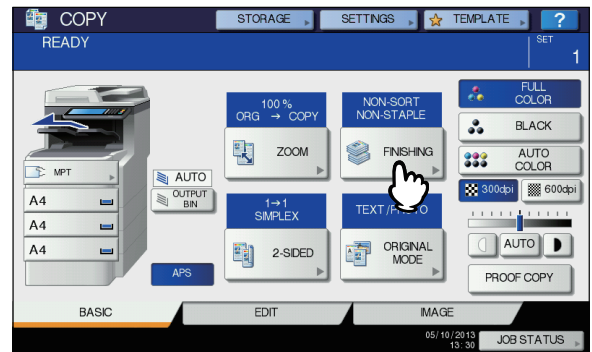 COPY
STORAGE
SETTINGS
TEMPLATE
?
READY
SET
1
100 %
ORG → COPY
ZOOM
NON-SORT
NON-STAPLE
FINISHING
FULL
COLOR
BLACK
AUTO
COLOR
300dpi
600dpi
MPT
A4
A4
A4
AUTO
OUTPUT
BIN
APS
1→1
SIMPLEX
2-SIDED
ORIGINAL
MODE
AUTO
PROOF COPY
BASIC
EDIT
IMAGE
05/10/2013
13:30
JOB STATUS